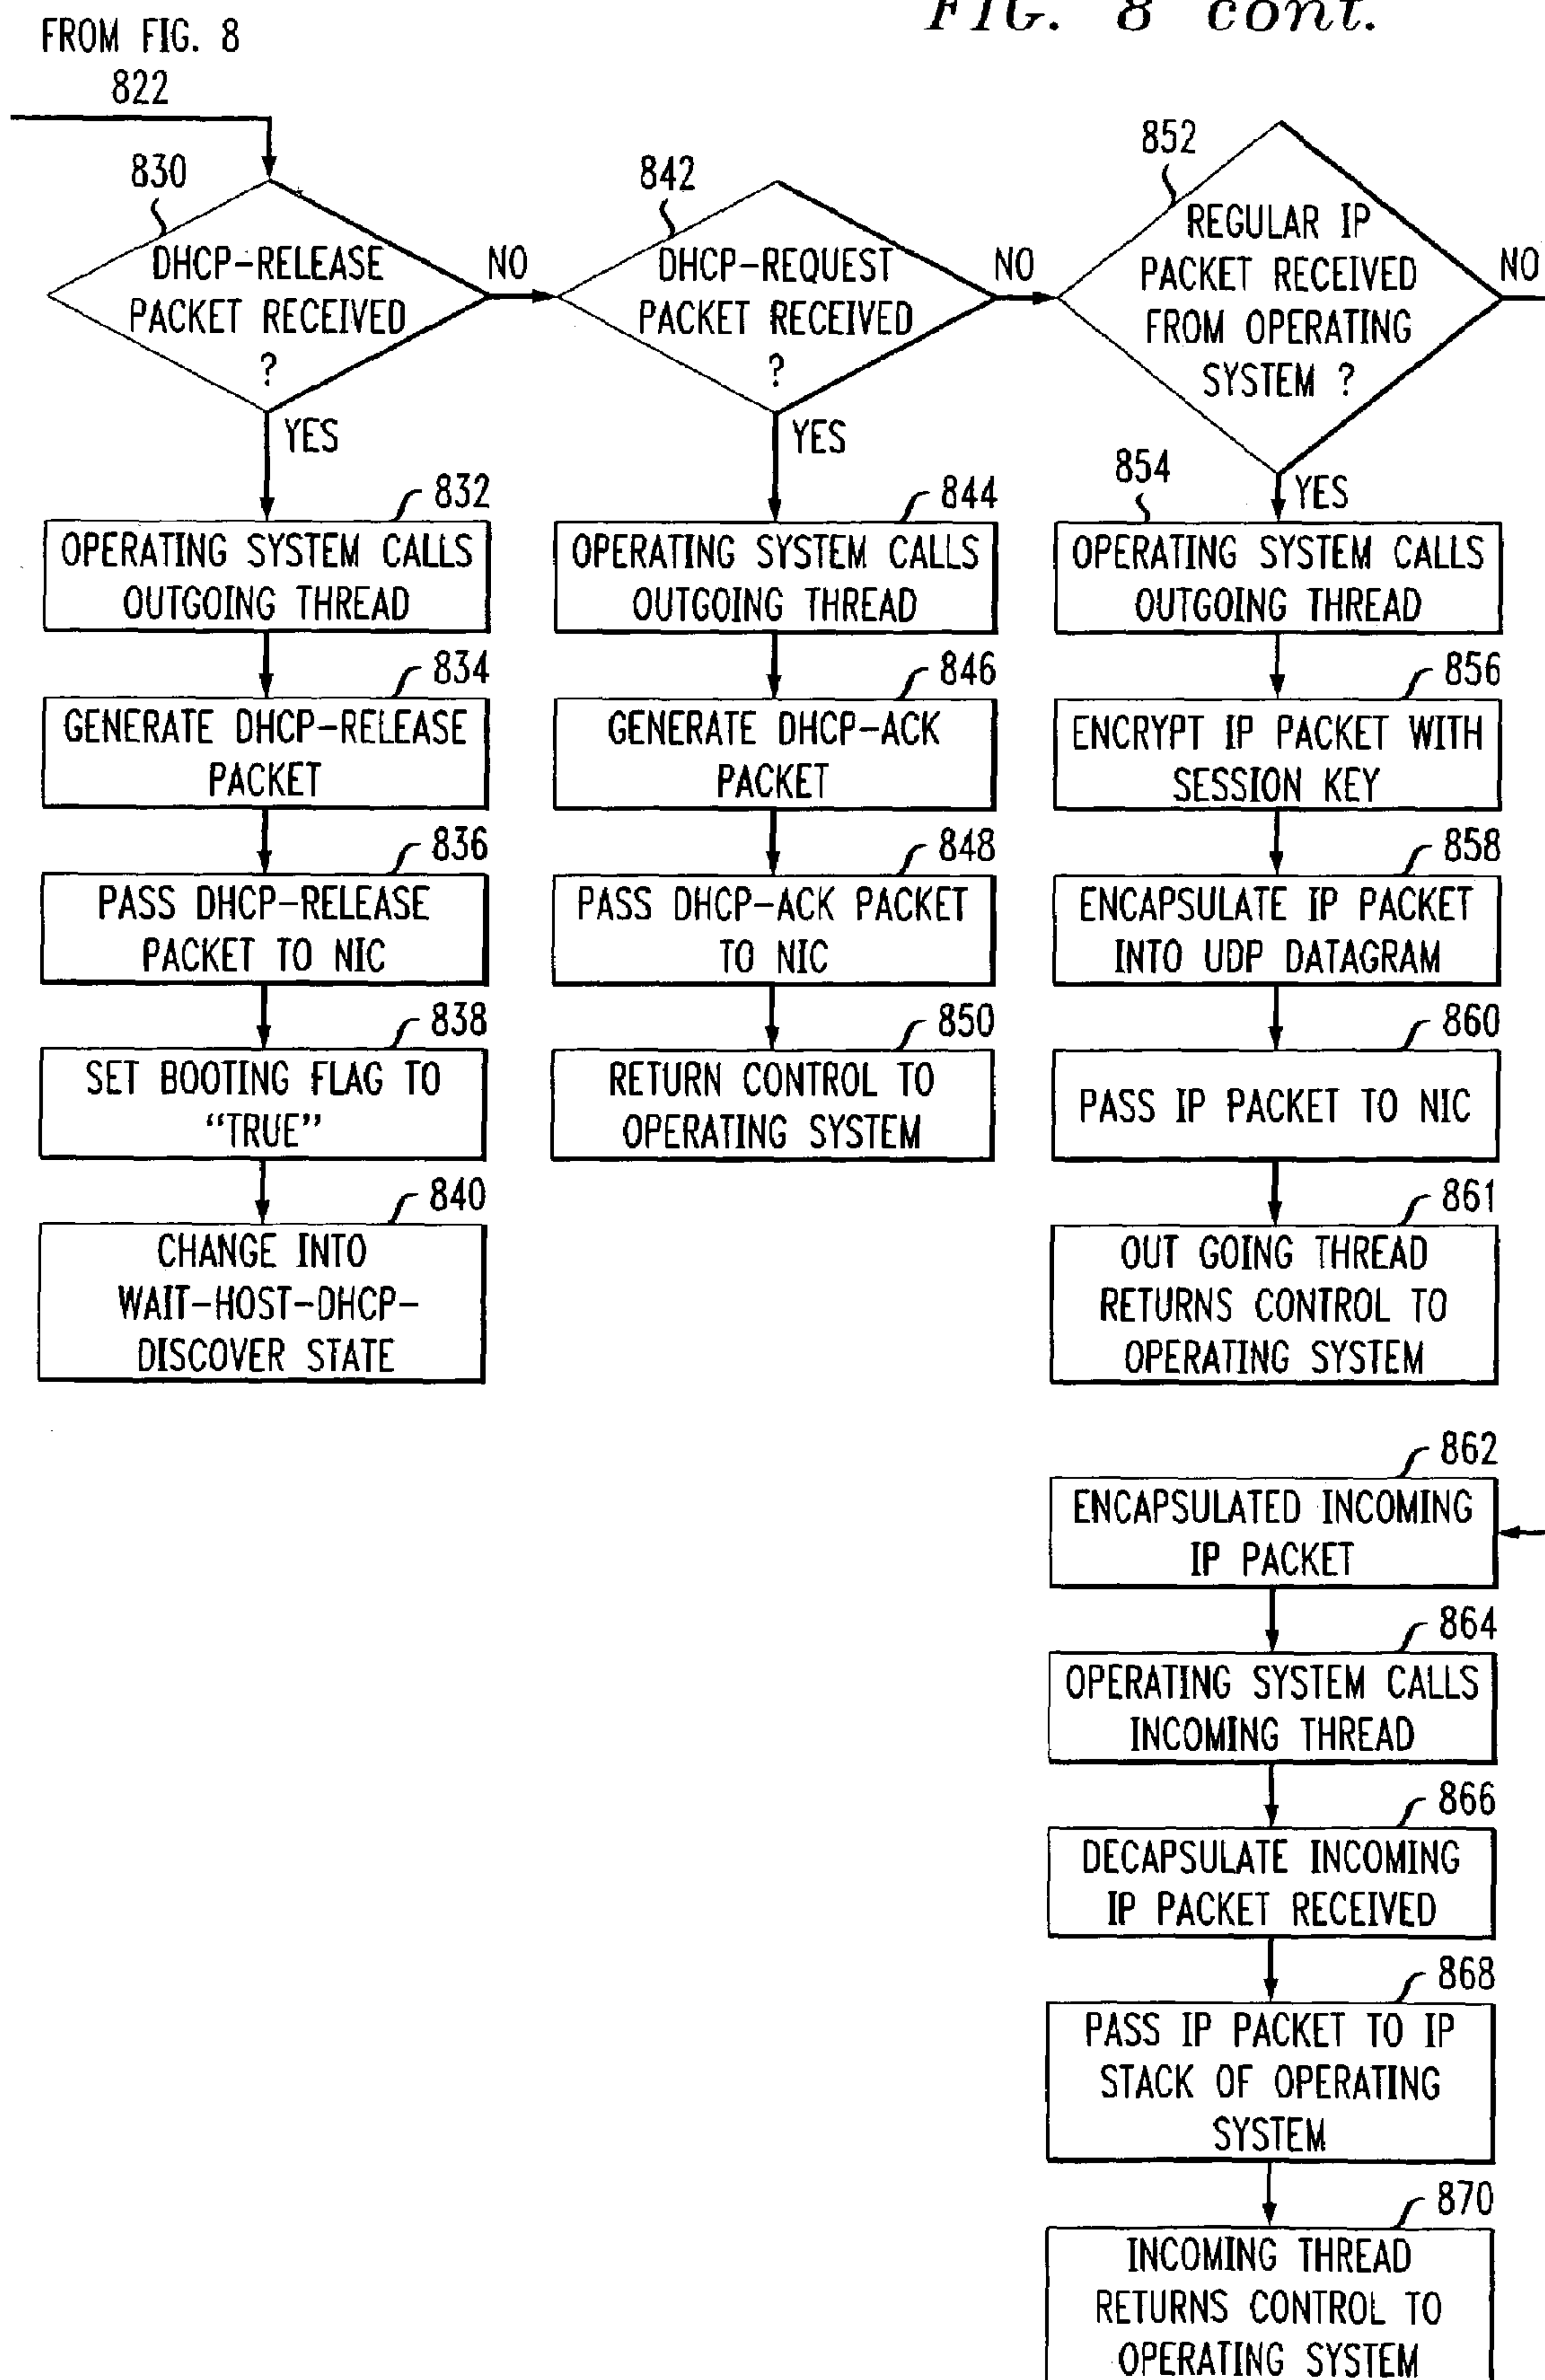 FIG. 8 cont.
FROM FIG. 8
822
830
DHCP-RELEASE
PACKET RECEIVED
?
NO
YES
832
OPERATING SYSTEM CALLS
OUTGOING THREAD
834
GENERATE DHCP-RELEASE
PACKET
836
PASS DHCP-RELEASE
PACKET TO NIC
838
SET BOOTING FLAG TO
“TRUE”
840
CHANGE INTO
WAIT-HOST-DHCP-
DISCOVER STATE
842
DHCP-REQUEST
PACKET RECEIVED
?
NO
YES
844
OPERATING SYSTEM CALLS
OUTGOING THREAD
846
GENERATE DHCP-ACK
PACKET
848
PASS DHCP-ACK PACKET
TO NIC
850
RETURN CONTROL TO
OPERATING SYSTEM
852
REGULAR IP
PACKET RECEIVED
FROM OPERATING
SYSTEM ?
NO
YES
854
OPERATING SYSTEM CALLS
OUTGOING THREAD
856
ENCRYPT IP PACKET WITH
SESSION KEY
858
ENCAPSULATE IP PACKET
INTO UDP DATAGRAM
860
PASS IP PACKET TO NIC
861
OUT GOING THREAD
RETURNS CONTROL TO
OPERATING SYSTEM
862
ENCAPSULATED INCOMING
IP PACKET
864
OPERATING SYSTEM CALLS
INCOMING THREAD
866
DECAPSULATE INCOMING
IP PACKET RECEIVED
868
PASS IP PACKET TO IP
STACK OF OPERATING
SYSTEM
870
INCOMING THREAD
RETURNS CONTROL TO
OPERATING SYSTEM